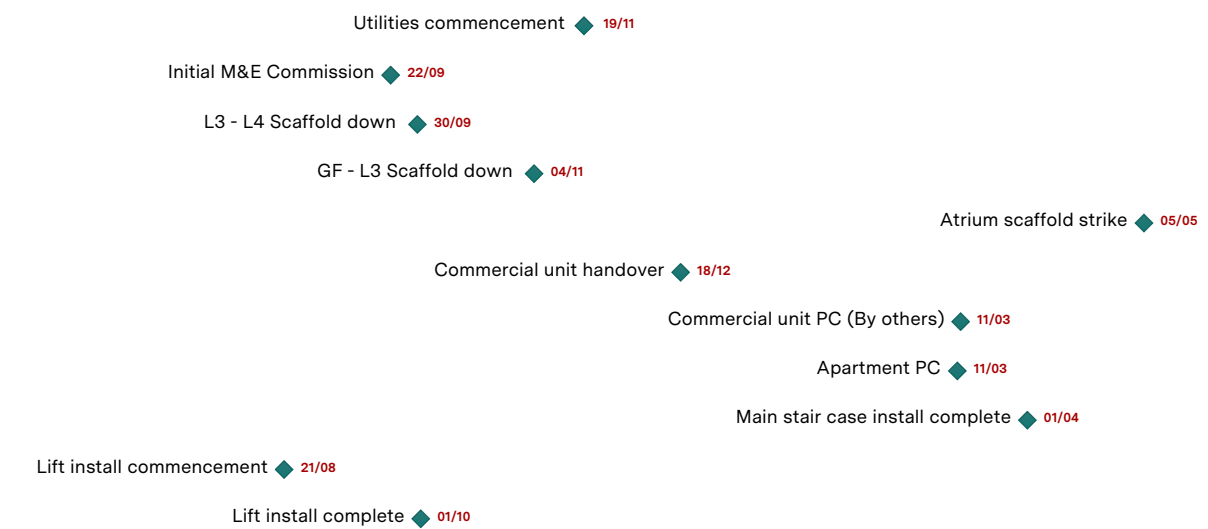 Utilities commencement 19/11
Initial M&E Commission 22/09
L3 - L4 Scaffold down 30/09
GF - L3 Scaffold down 04/11
Atrium scaffold strike 05/05
Commercial unit handover 18/12
Commercial unit PC (By others) 11/03
Apartment PC 11/03
Main stair case install complete 01/04
Lift install commencement 21/08
Lift install complete 01/10